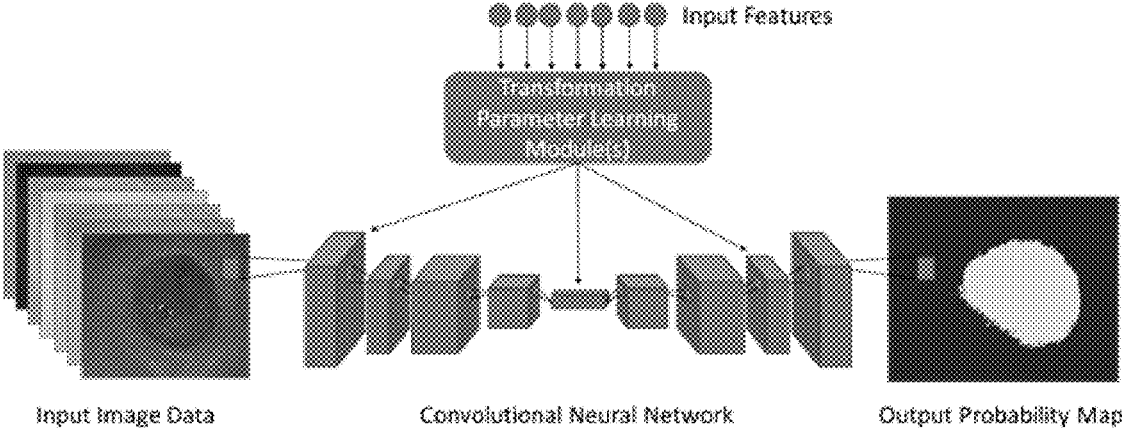 Input Features
Transformation
Parameter Learning
Module(s)
Input Image Data
Convolutional Neural Network
Output Probability Map